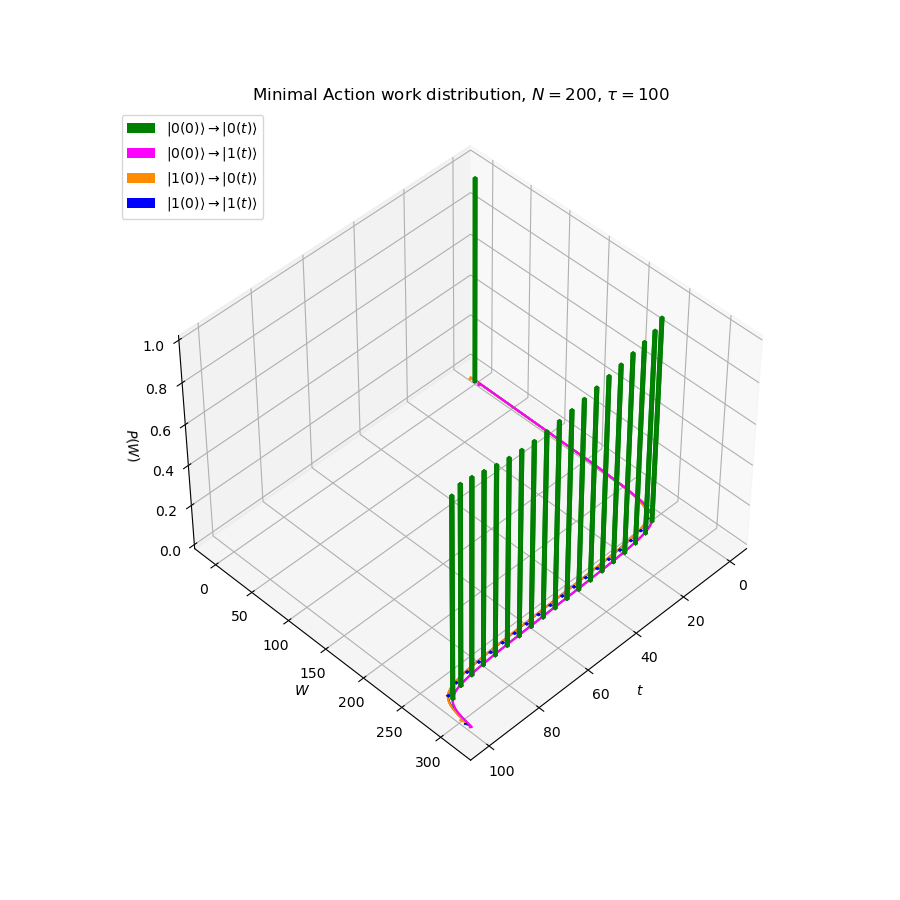 Minimal Action work distribution, N = 200, τ = 100
|0(0)⟩ → |0(t)⟩
|0(0)⟩ → |1(t)⟩
|1(0)⟩ → |0(t)⟩
|1(0)⟩ → |1(t)⟩
1.0
0.8
0.6
0.4
0.2
0.0
P(W)
0
50
100
150
200
250
300
W
0
20
40
60
80
100
t